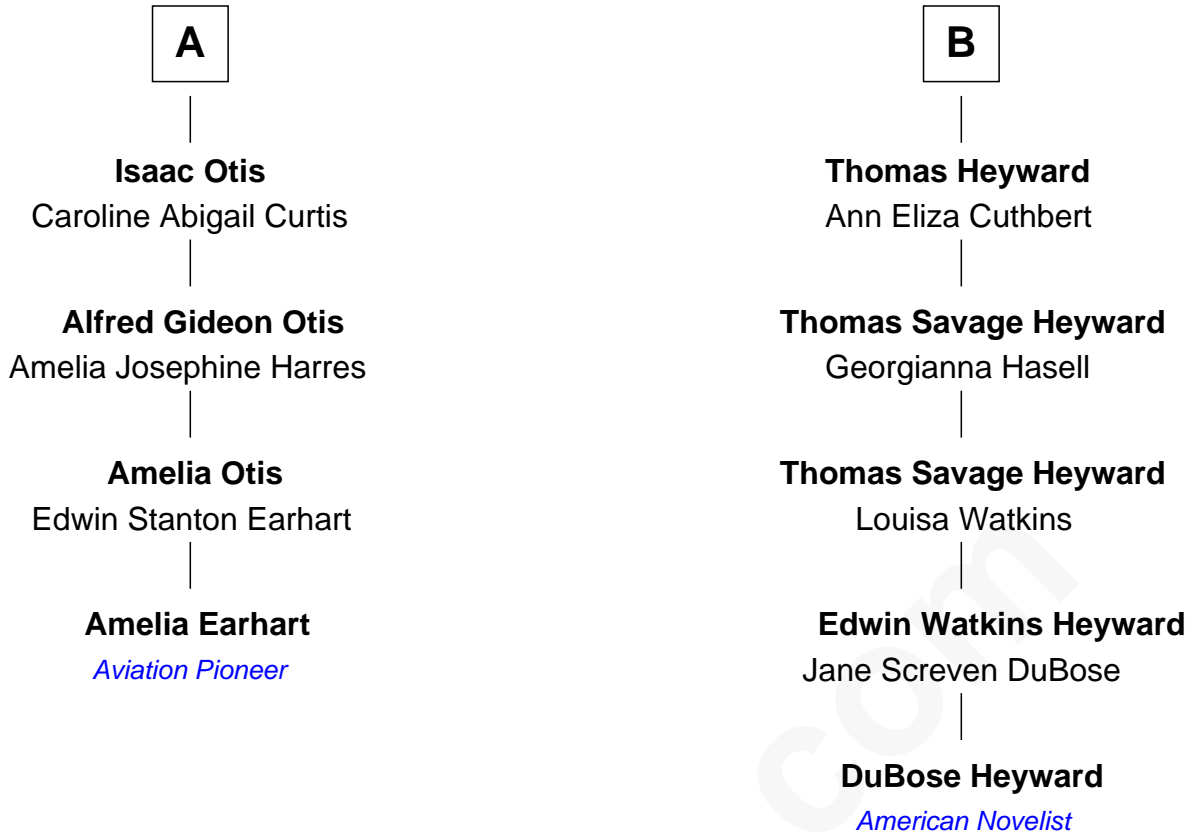 A
Isaac Otis
Caroline Abigail Curtis
Alfred Gideon Otis
Amelia Josephine Harres
Amelia Otis
Edwin Stanton Earhart
Amelia Earhart
Aviation Pioneer
B
Thomas Heyward
Ann Eliza Cuthbert
Thomas Savage Heyward
Georgianna Hasell
Thomas Savage Heyward
Louisa Watkins
Edwin Watkins Heyward
Jane Screven DuBose
DuBose Heyward
American Novelist
com